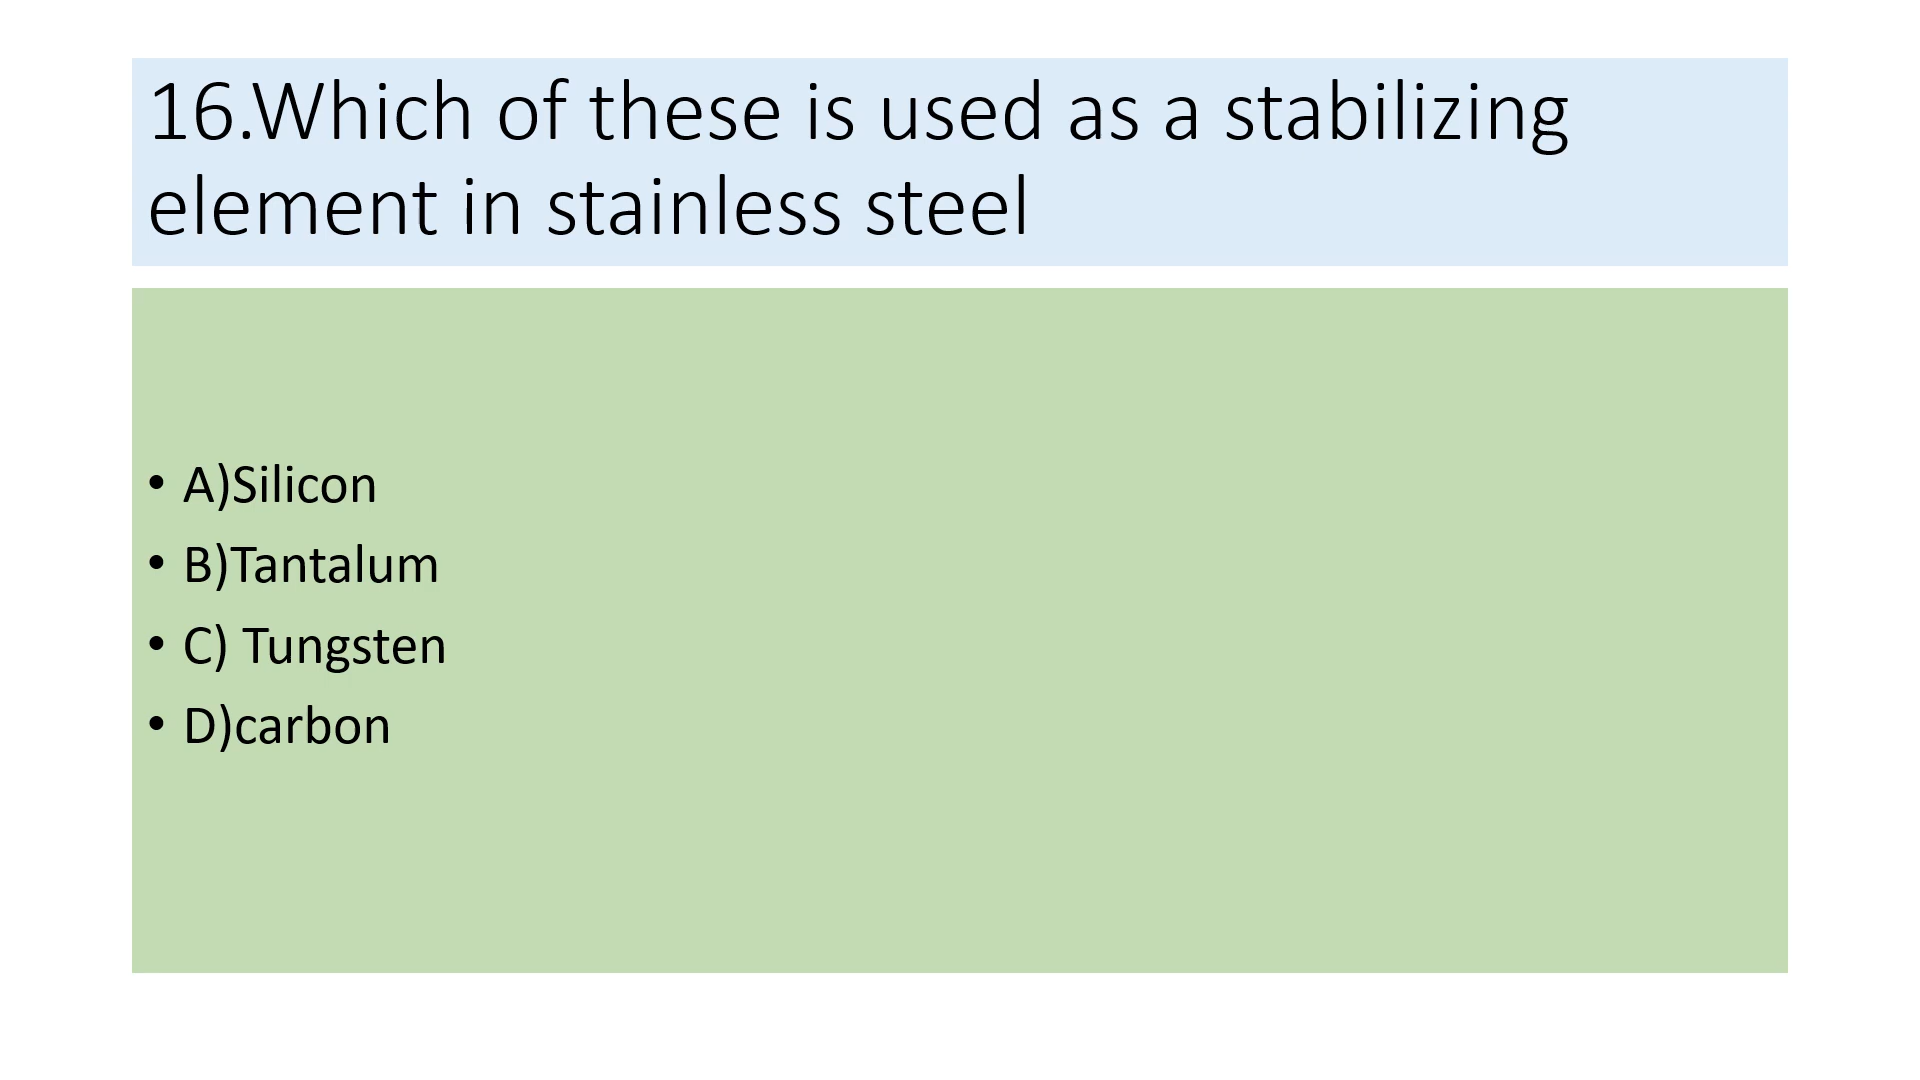 16.Which of these is used as a stabilizing
element in stainless steel
• A)Silicon
• B)Tantalum
• C) Tungsten
• D)carbon